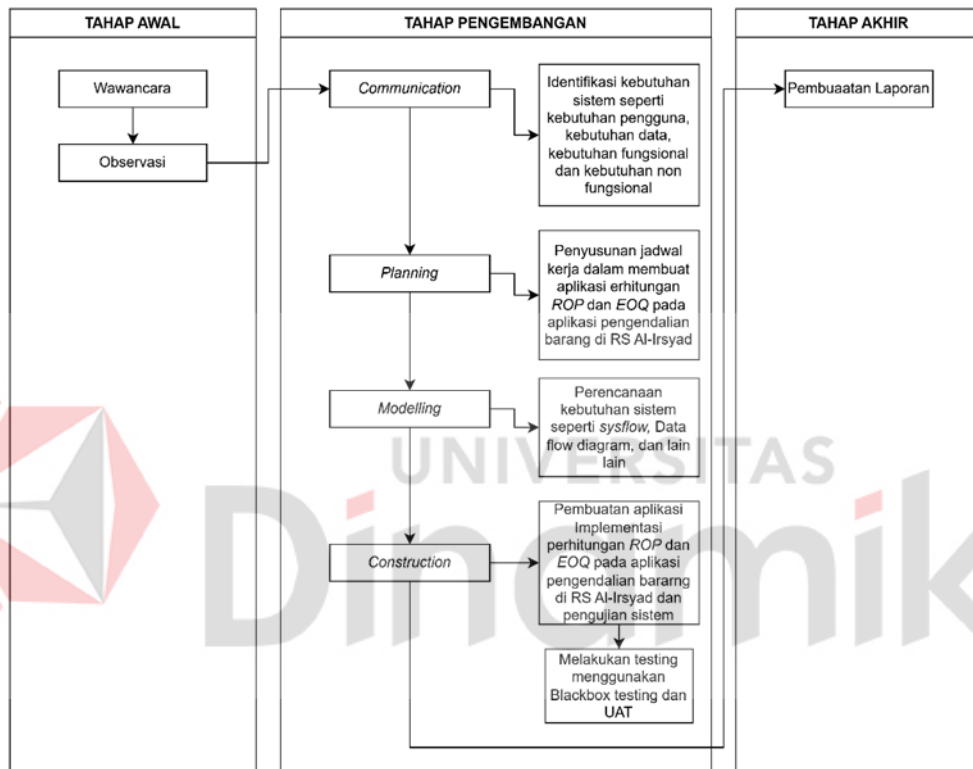 TAHAP AWAL
Wawancara
Observasi
TAHAP PENGEMBANGAN
Communication
Identifikasi kebutuhan
sistem seperti
kebutuhan pengguna,
kebutuhan data,
kebutuhan fungsional
dan kebutuhan non
fungsional
Planning
Penyusunan jadwal
kerja dalam membuat
aplikasi erhitungan
ROP dan EOQ pada
aplikasi pengendalian
barang di RS Al-Irsyad
Modelling
Perencanaan
kebutuhan sistem
seperti sysflow, Data
flow diagram, dan lain
lain
Construction
Pembuatan aplikasi
Implementasi
perhitungan ROP dan
EOQ pada aplikasi
pengendalian bararng
di RS Al-Irsyad dan
pengujian sistem
Melakukan testing
menggunakan
Blackbox testing dan
UAT
TAHAP AKHIR
Pembuaatan Laporan
UNIVERSITAS
Dinamik